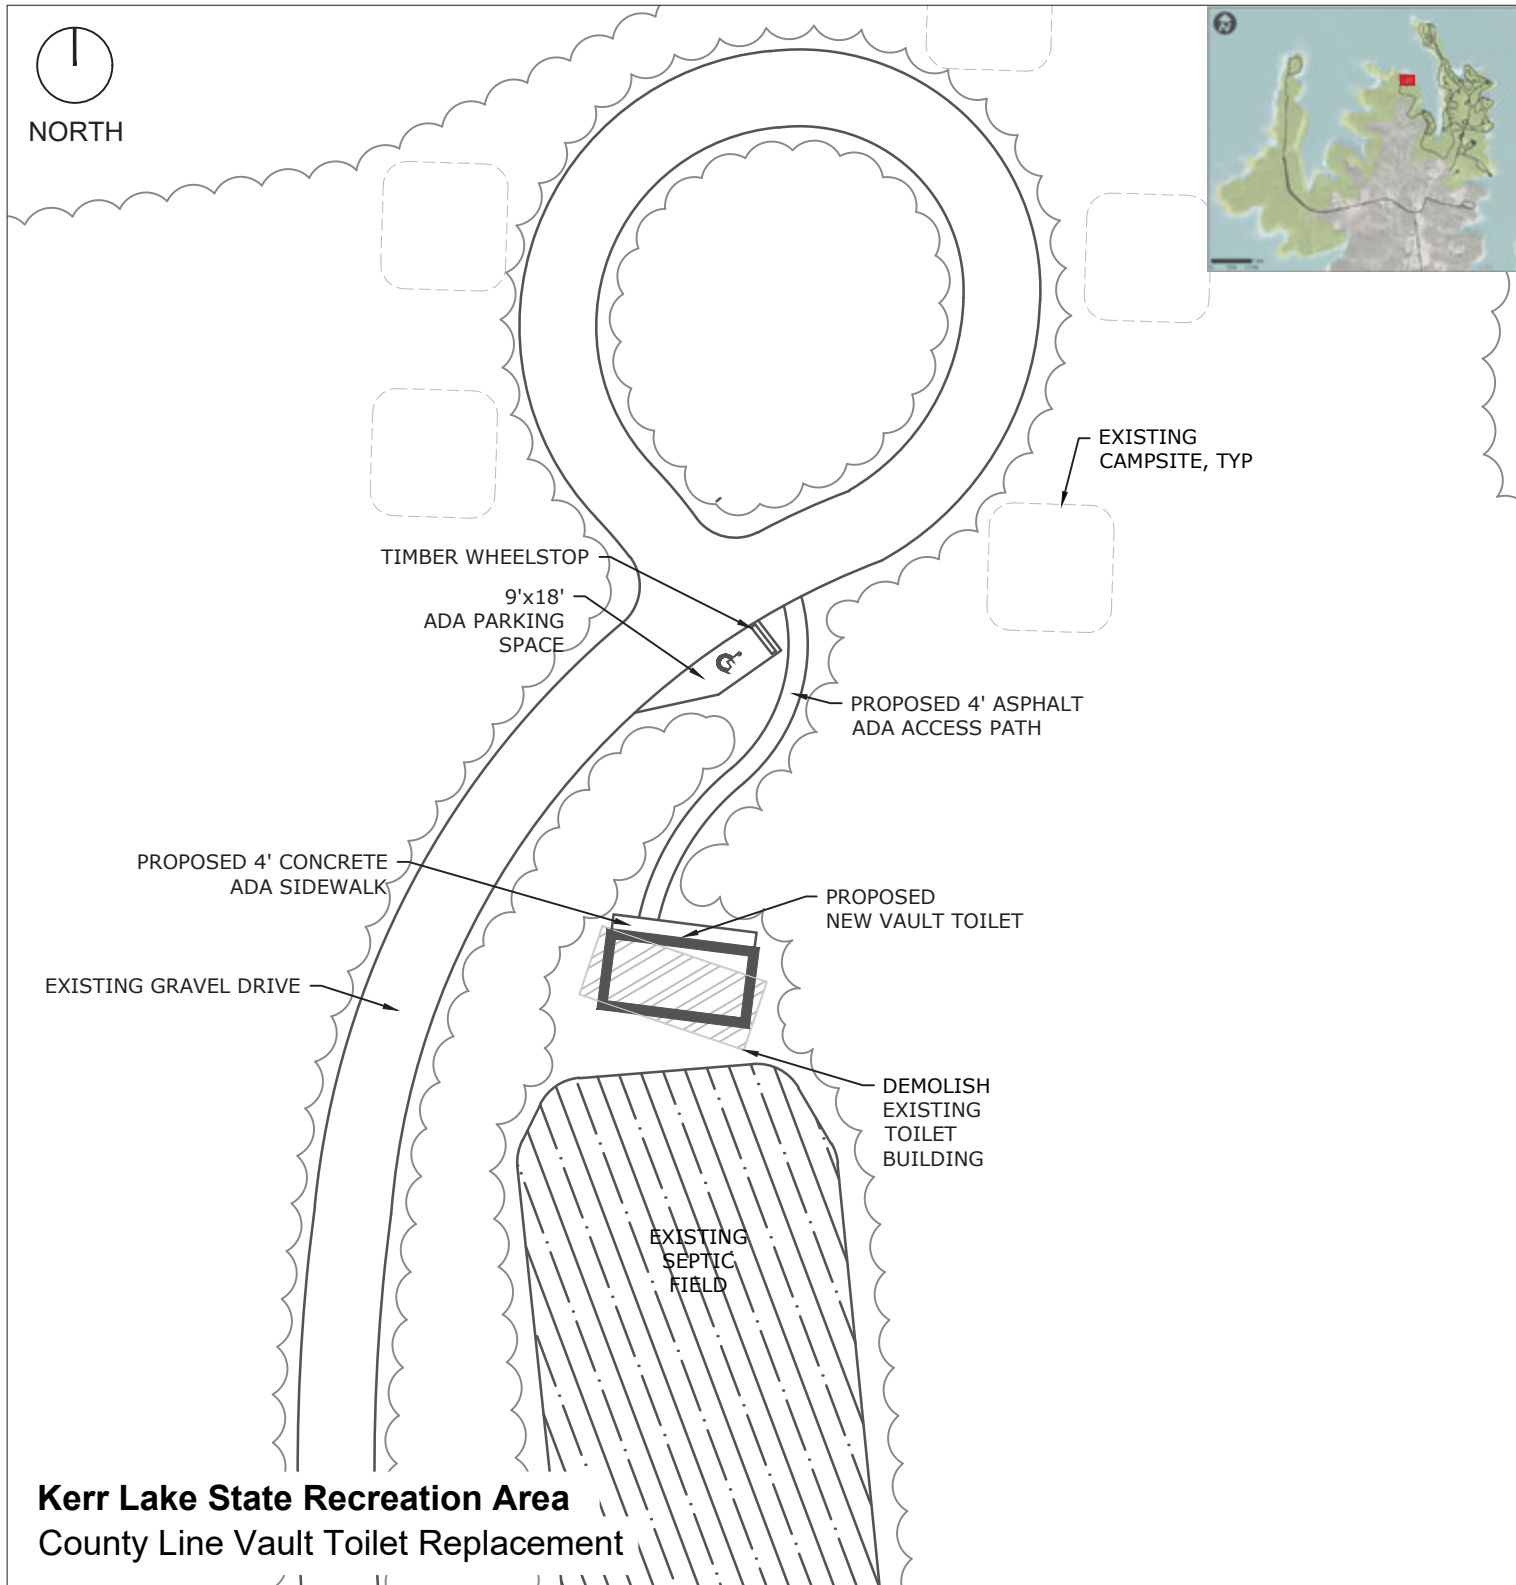 NORTH
EXISTING
CAMPSITE, TYP
TIMBER WHEELSTOP
9'x18'
ADA PARKING
SPACE
PROPOSED 4' ASPHALT
ADA ACCESS PATH
PROPOSED 4' CONCRETE
ADA SIDEWALK
PROPOSED
NEW VAULT TOILET
EXISTING GRAVEL DRIVE
DEMOLISH
EXISTING
TOILET
BUILDING
EXISTING
SEPTIC
FIELD
Kerr Lake State Recreation Area
County Line Vault Toilet Replacement